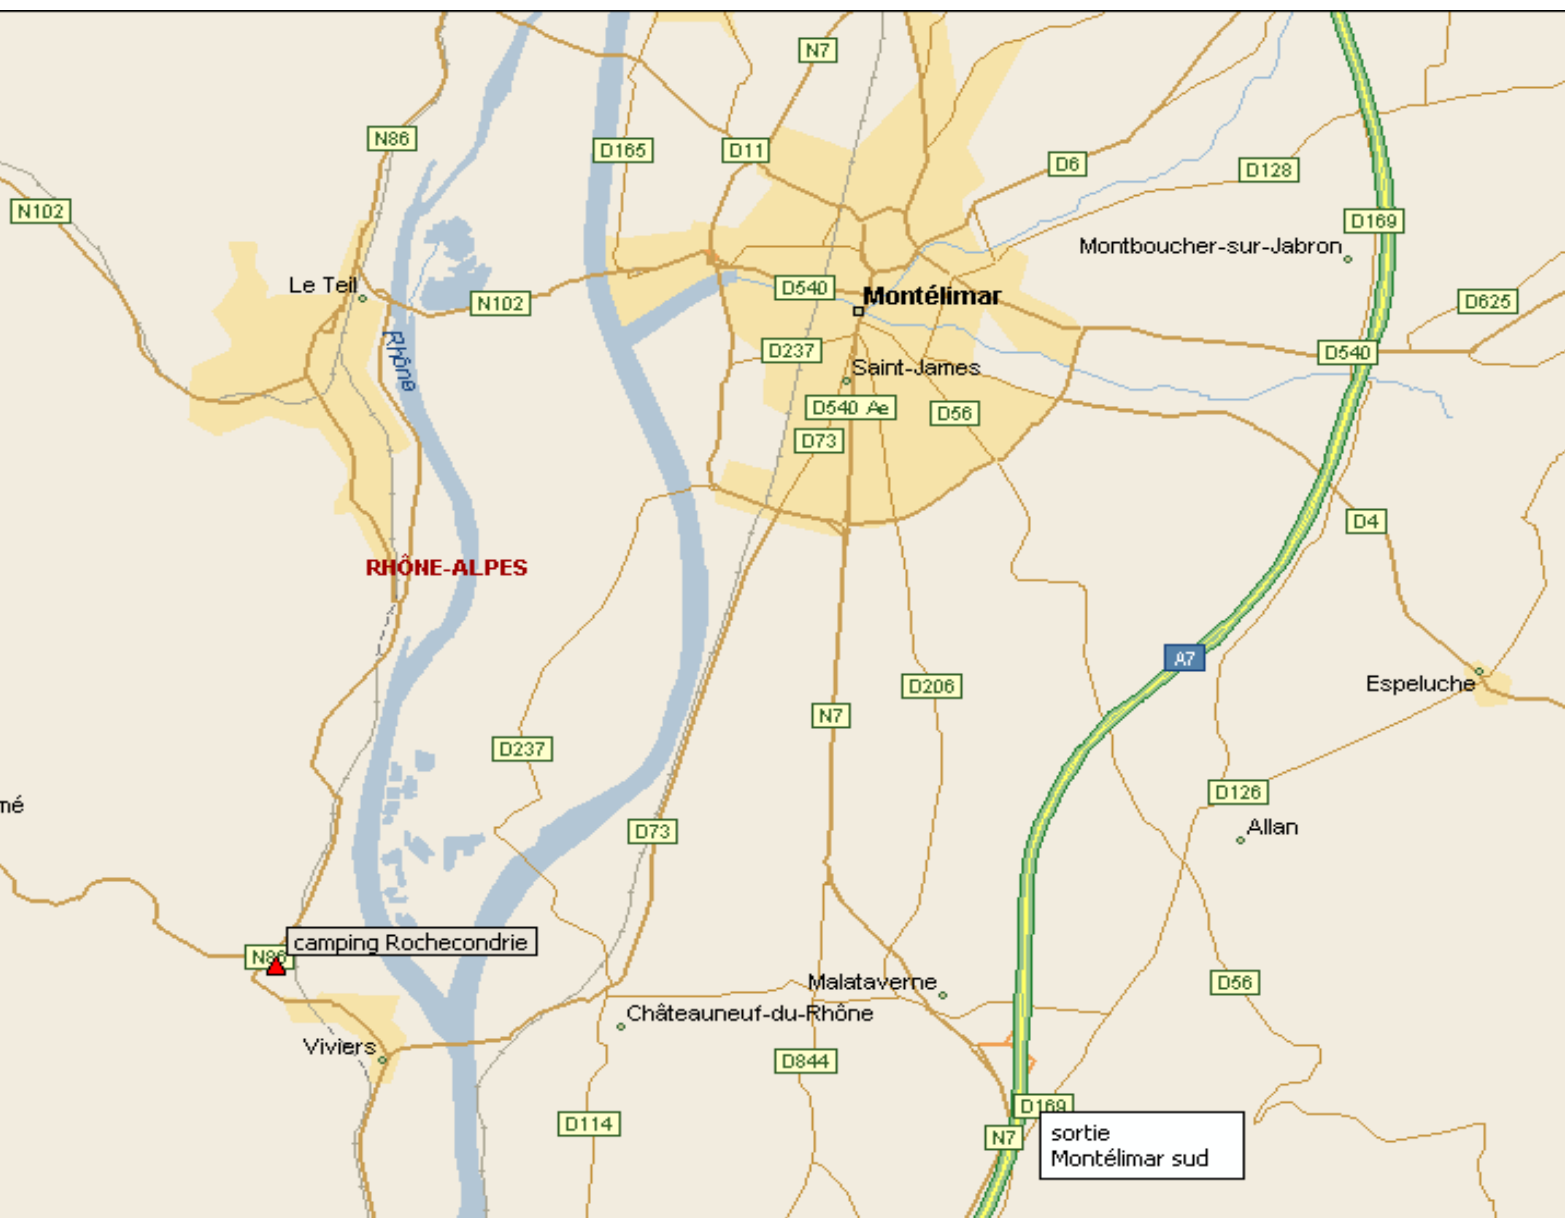 N7
N86
D165
D11
D6
D128
N102
D169
Montboucher-sur-Jabron
Le Teil
N102
D540
Montélimar
D625
Rhône
D237
D540
Saint-James
D540 Ae
D56
D73
D4
RHÔNE-ALPES
A7
Espeluche
D206
N7
D237
D126
né
D73
Allan
camping Rochecondrie
N86
Malataverne
D56
Châteauneuf-du-Rhône
Viviers
D844
D169
D114
N7
sortie
Montélimar sud